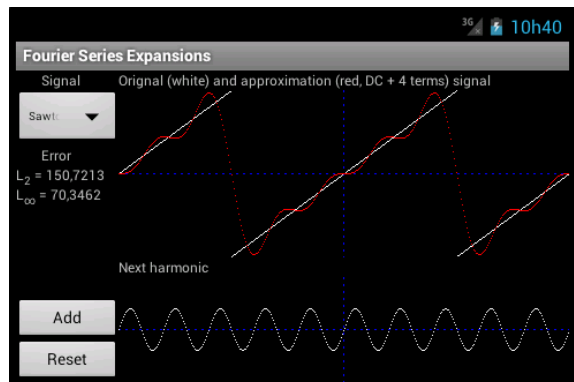 3G 10h40
Fourier Series Expansions
Signal
Orignal (white) and approximation (red, DC + 4 terms) signal
Error
L2 = 150,7213
L∞ = 70,3462
Next harmonic
Add
Reset